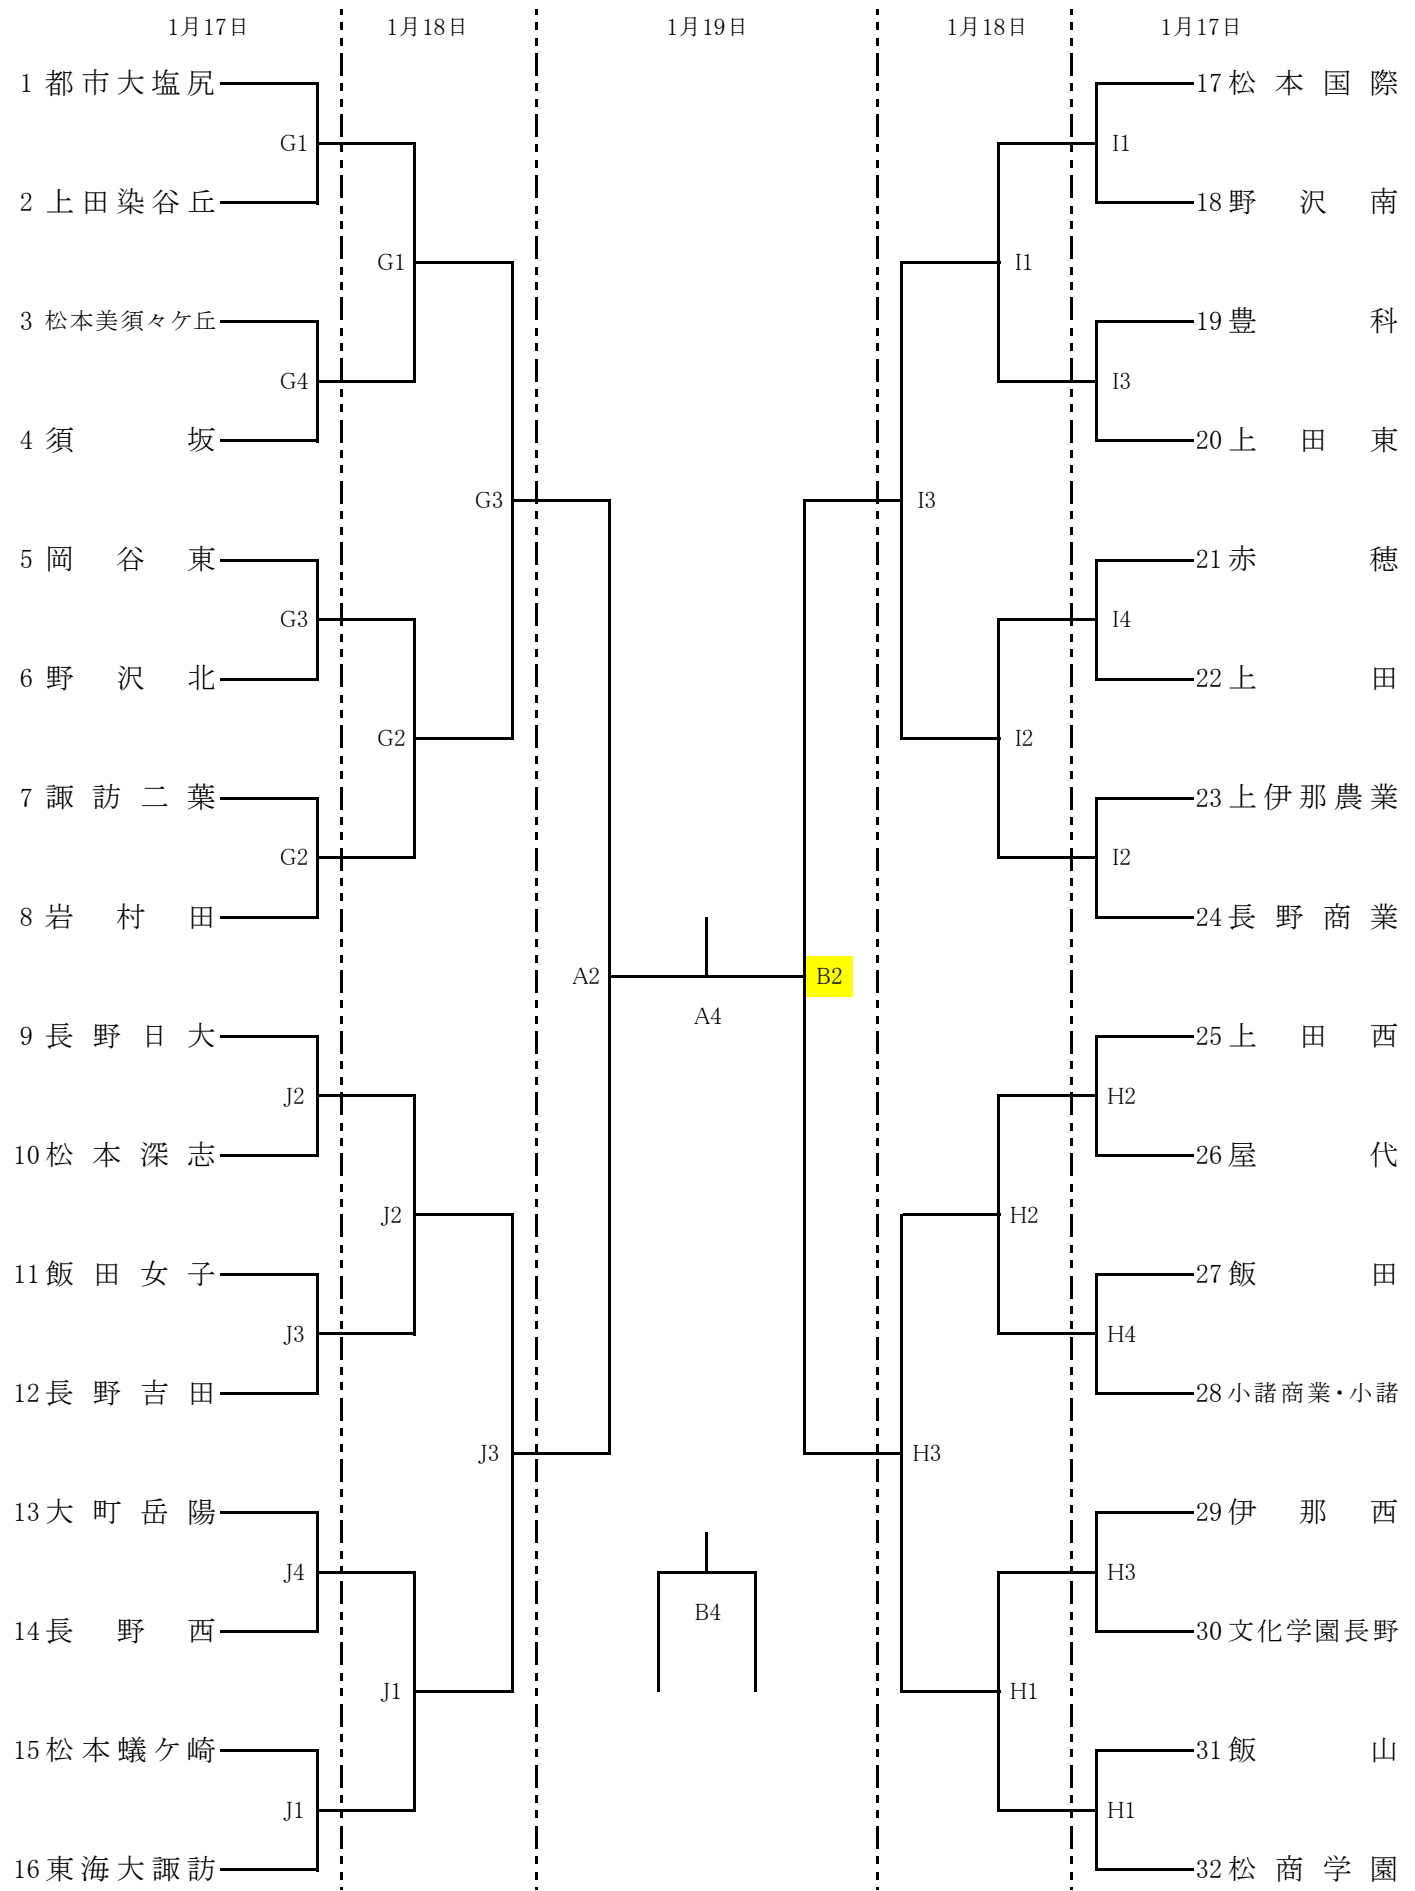 1月17日 1月18日 1月19日 1月18日 1月17日
1 都市大塩尻 17 松本国際
G1 I1
2 上田染谷丘 18 野沢南
G1 I1
3 松本美須々ケ丘 19 豊科
G4 I3
4 須坂 20 上田東
G3 I3
5 岡谷東 21 赤穂
G3 I4
6 野沢北 22 上田
G2 I2
7 諏訪二葉 23 上伊那農業
G2 I2
8 岩村田 24 長野商業
A2 B2
A4
9 長野日大 25 上田西
J2 H2
10 松本深志 26 屋代
J2 H2
11 飯田女子 27 飯田
J3 H4
12 長野吉田 28 小諸商業・小諸
J3 H3
13 大町岳陽 29 伊那西
J4 H3
B4
14 長野西 30 文化学園長野
J1 H1
15 松本蟻ケ崎 31 飯山
J1 H1
16 東海大諏訪 32 松商学園